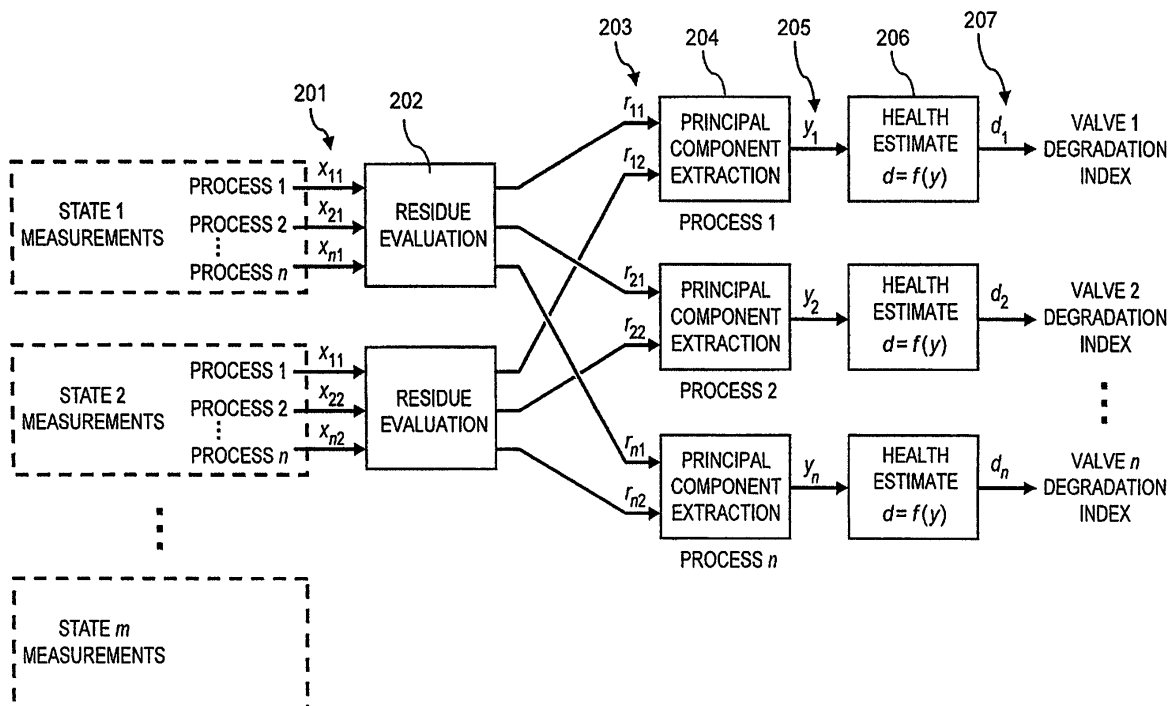 201
202
203
204
205
206
207
STATE 1
MEASUREMENTS
PROCESS 1
PROCESS 2
PROCESS n
x11
x21
xn1
RESIDUE
EVALUATION
STATE 2
MEASUREMENTS
PROCESS 1
PROCESS 2
PROCESS n
x11
x22
xn2
RESIDUE
EVALUATION
STATE m
MEASUREMENTS
r11
r12
PRINCIPAL
COMPONENT
EXTRACTION
PROCESS 1
y1
HEALTH
ESTIMATE
d = f(y)
d1
VALVE 1
DEGRADATION
INDEX
r21
r22
PRINCIPAL
COMPONENT
EXTRACTION
PROCESS 2
y2
HEALTH
ESTIMATE
d = f(y)
d2
VALVE 2
DEGRADATION
INDEX
rn1
rn2
PRINCIPAL
COMPONENT
EXTRACTION
PROCESS n
yn
HEALTH
ESTIMATE
d = f(y)
dn
VALVE n
DEGRADATION
INDEX